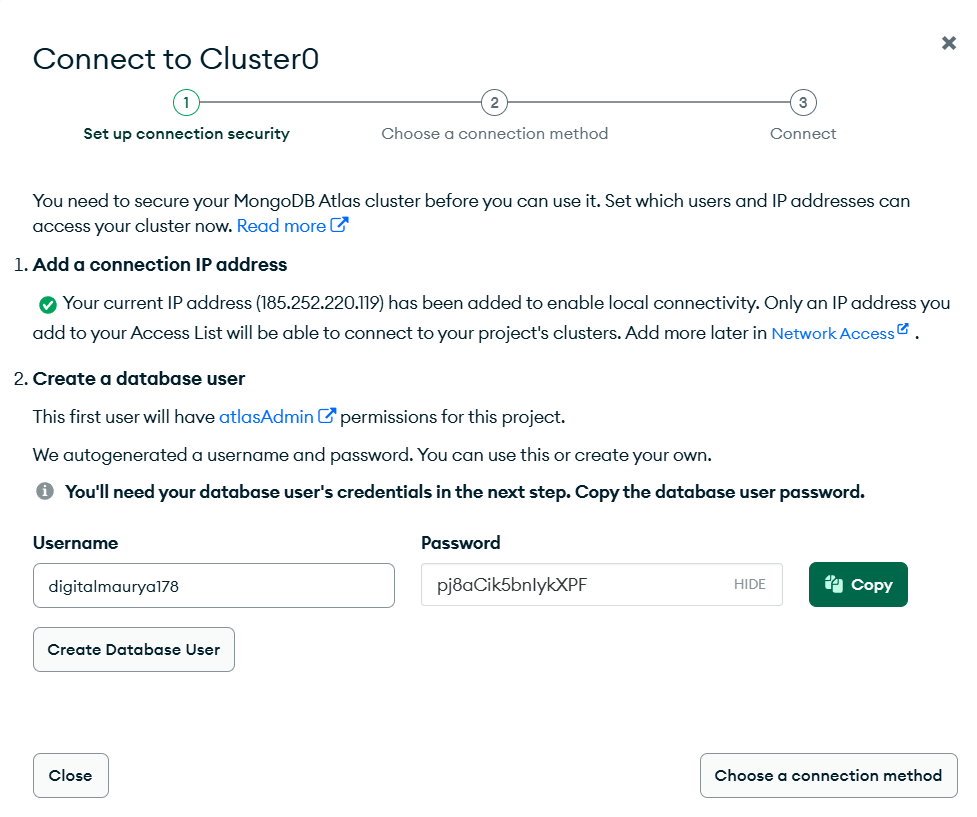 Connect to Cluster0
1
2
3
Set up connection security
Choose a connection method
Connect
You need to secure your MongoDB Atlas cluster before you can use it. Set which users and IP addresses can
access your cluster now. Read more
1. Add a connection IP address
Your current IP address (185.252.220.119) has been added to enable local connectivity. Only an IP address you
add to your Access List will be able to connect to your project's clusters. Add more later in Network Access .
2. Create a database user
This first user will have atlasAdmin permissions for this project.
We autogenerated a username and password. You can use this or create your own.
You'll need your database user's credentials in the next step. Copy the database user password.
Username
Password
digitalmaurya178
pj8aCik5bnIykXPF
HIDE
Copy
Create Database User
Close
Choose a connection method